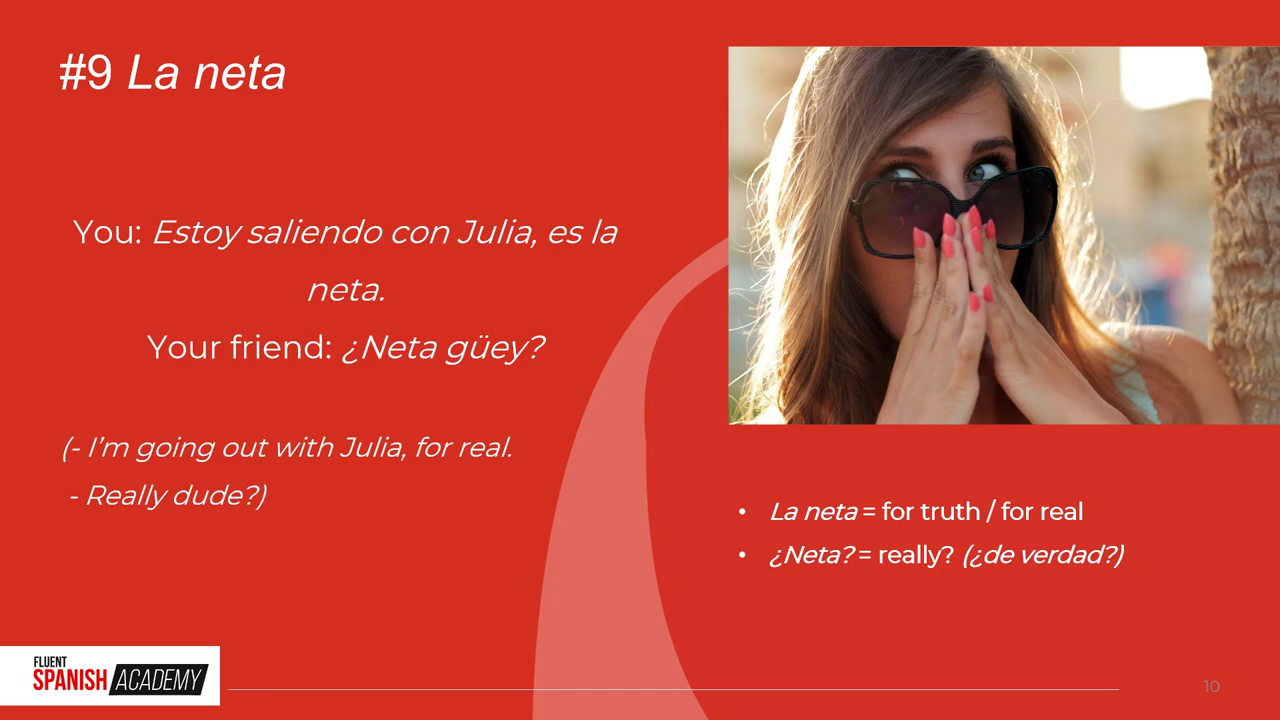 #9 La neta
You: Estoy saliendo con Julia, es la
neta.
Your friend: ¿Neta güey?
(- I’m going out with Julia, for real.
- Really dude?)
• La neta = for truth / for real
• ¿Neta? = really? (¿de verdad?)
FLUENT
SPANISH ACADEMY
10